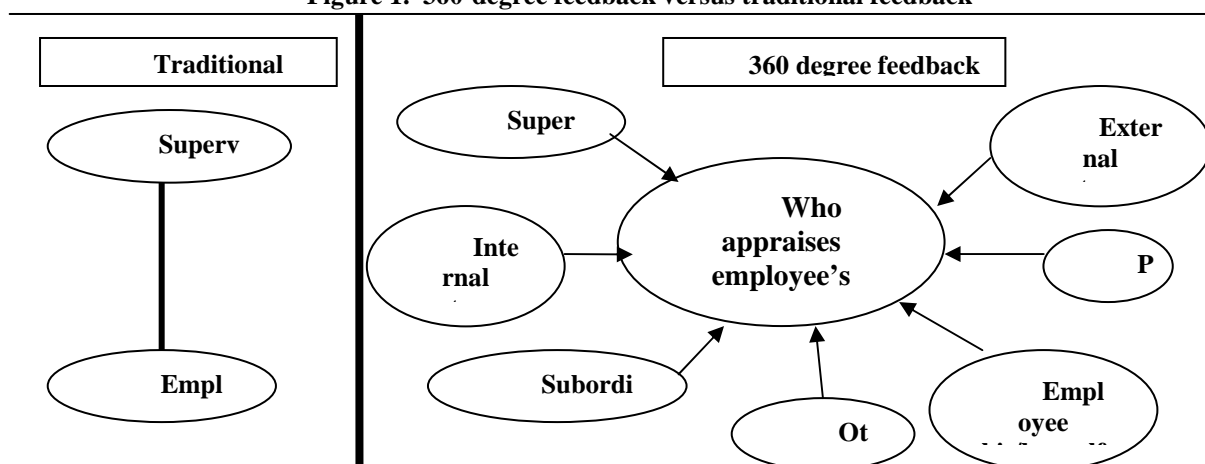 Figure 1. 360-degree feedback versus traditional feedback
Traditional
360 degree feedback
Superv
Empl
Super
Exter
nal
Inte
rnal
Who
appraises
employee's
P
Subordi
Ot
Empl
oyee